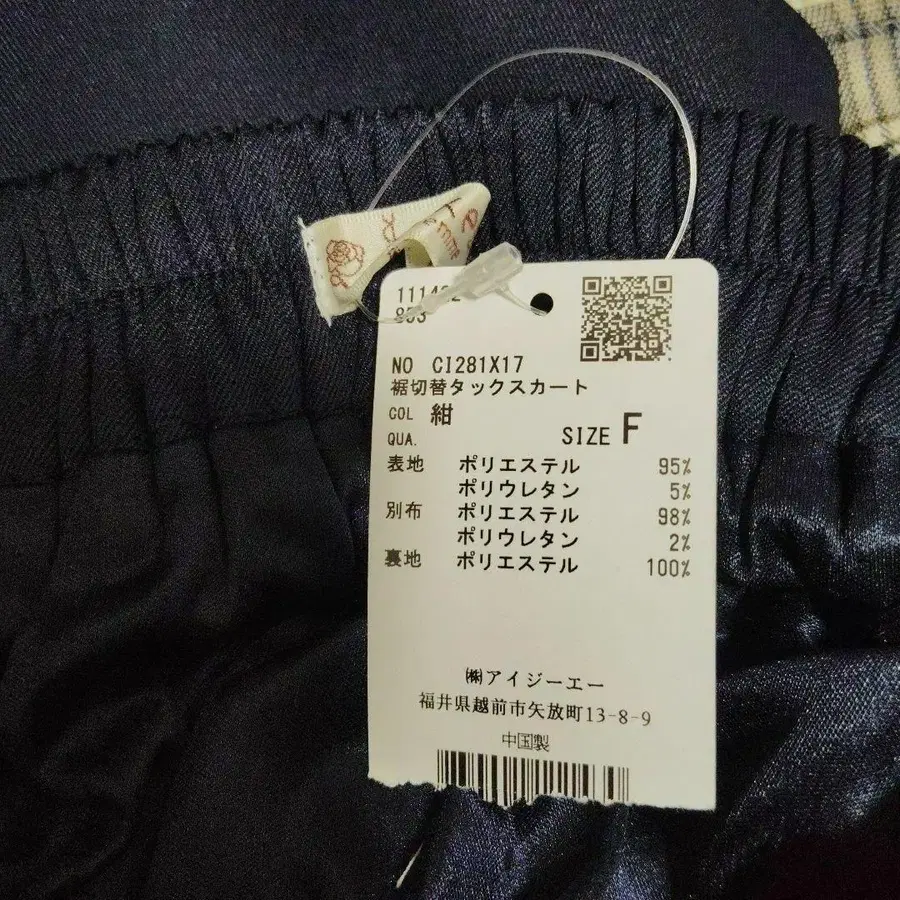 NO CI281X17
裾切替タックスカート
COL 紺
QUA. SIZE F
表地 ポリエステル 95%
ポリウレタン 5%
別布 ポリエステル 98%
ポリウレタン 2%
裏地 ポリエステル 100%
㈱アイジーエー
福井県越前市矢放町13-8-9
中国製